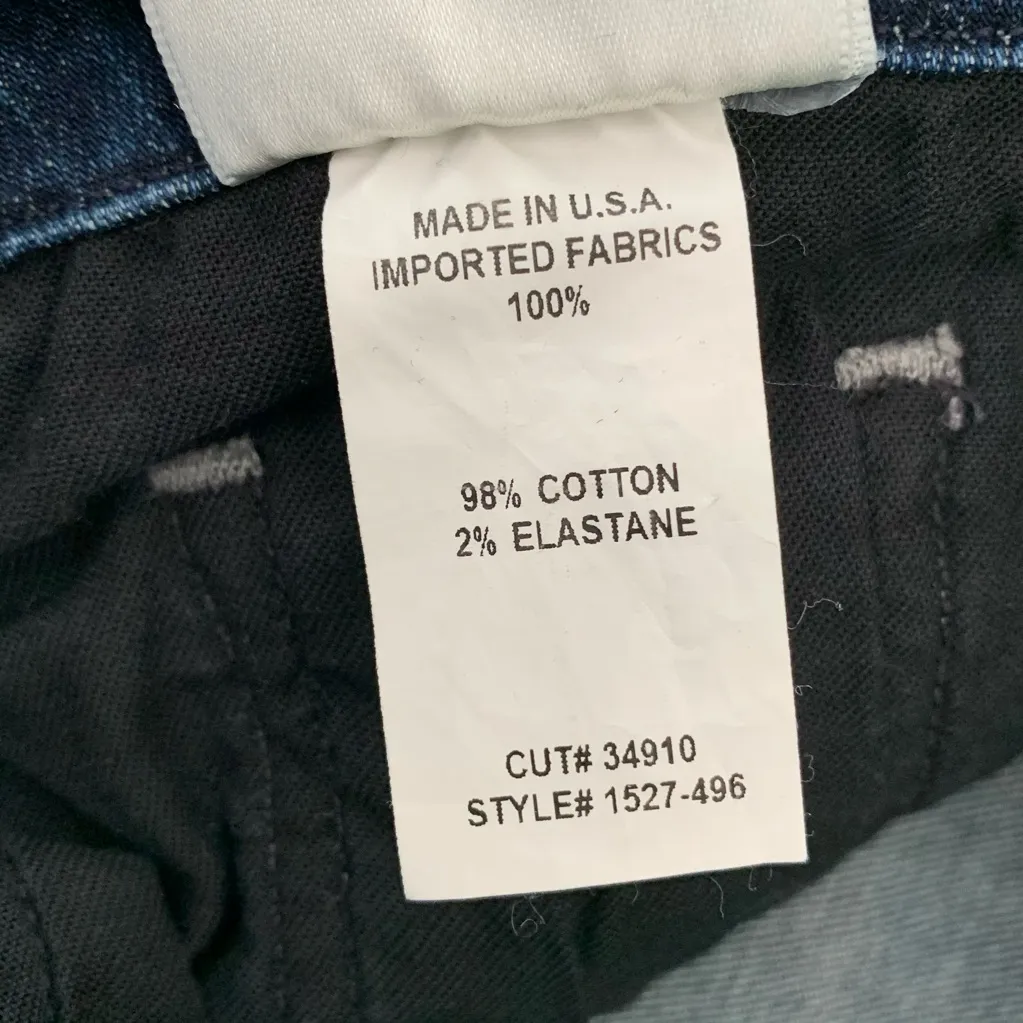 MADE IN U.S.A.
IMPORTED FABRICS
100%
98% COTTON
2% ELASTANE
CUT# 34910
STYLE# 1527-496